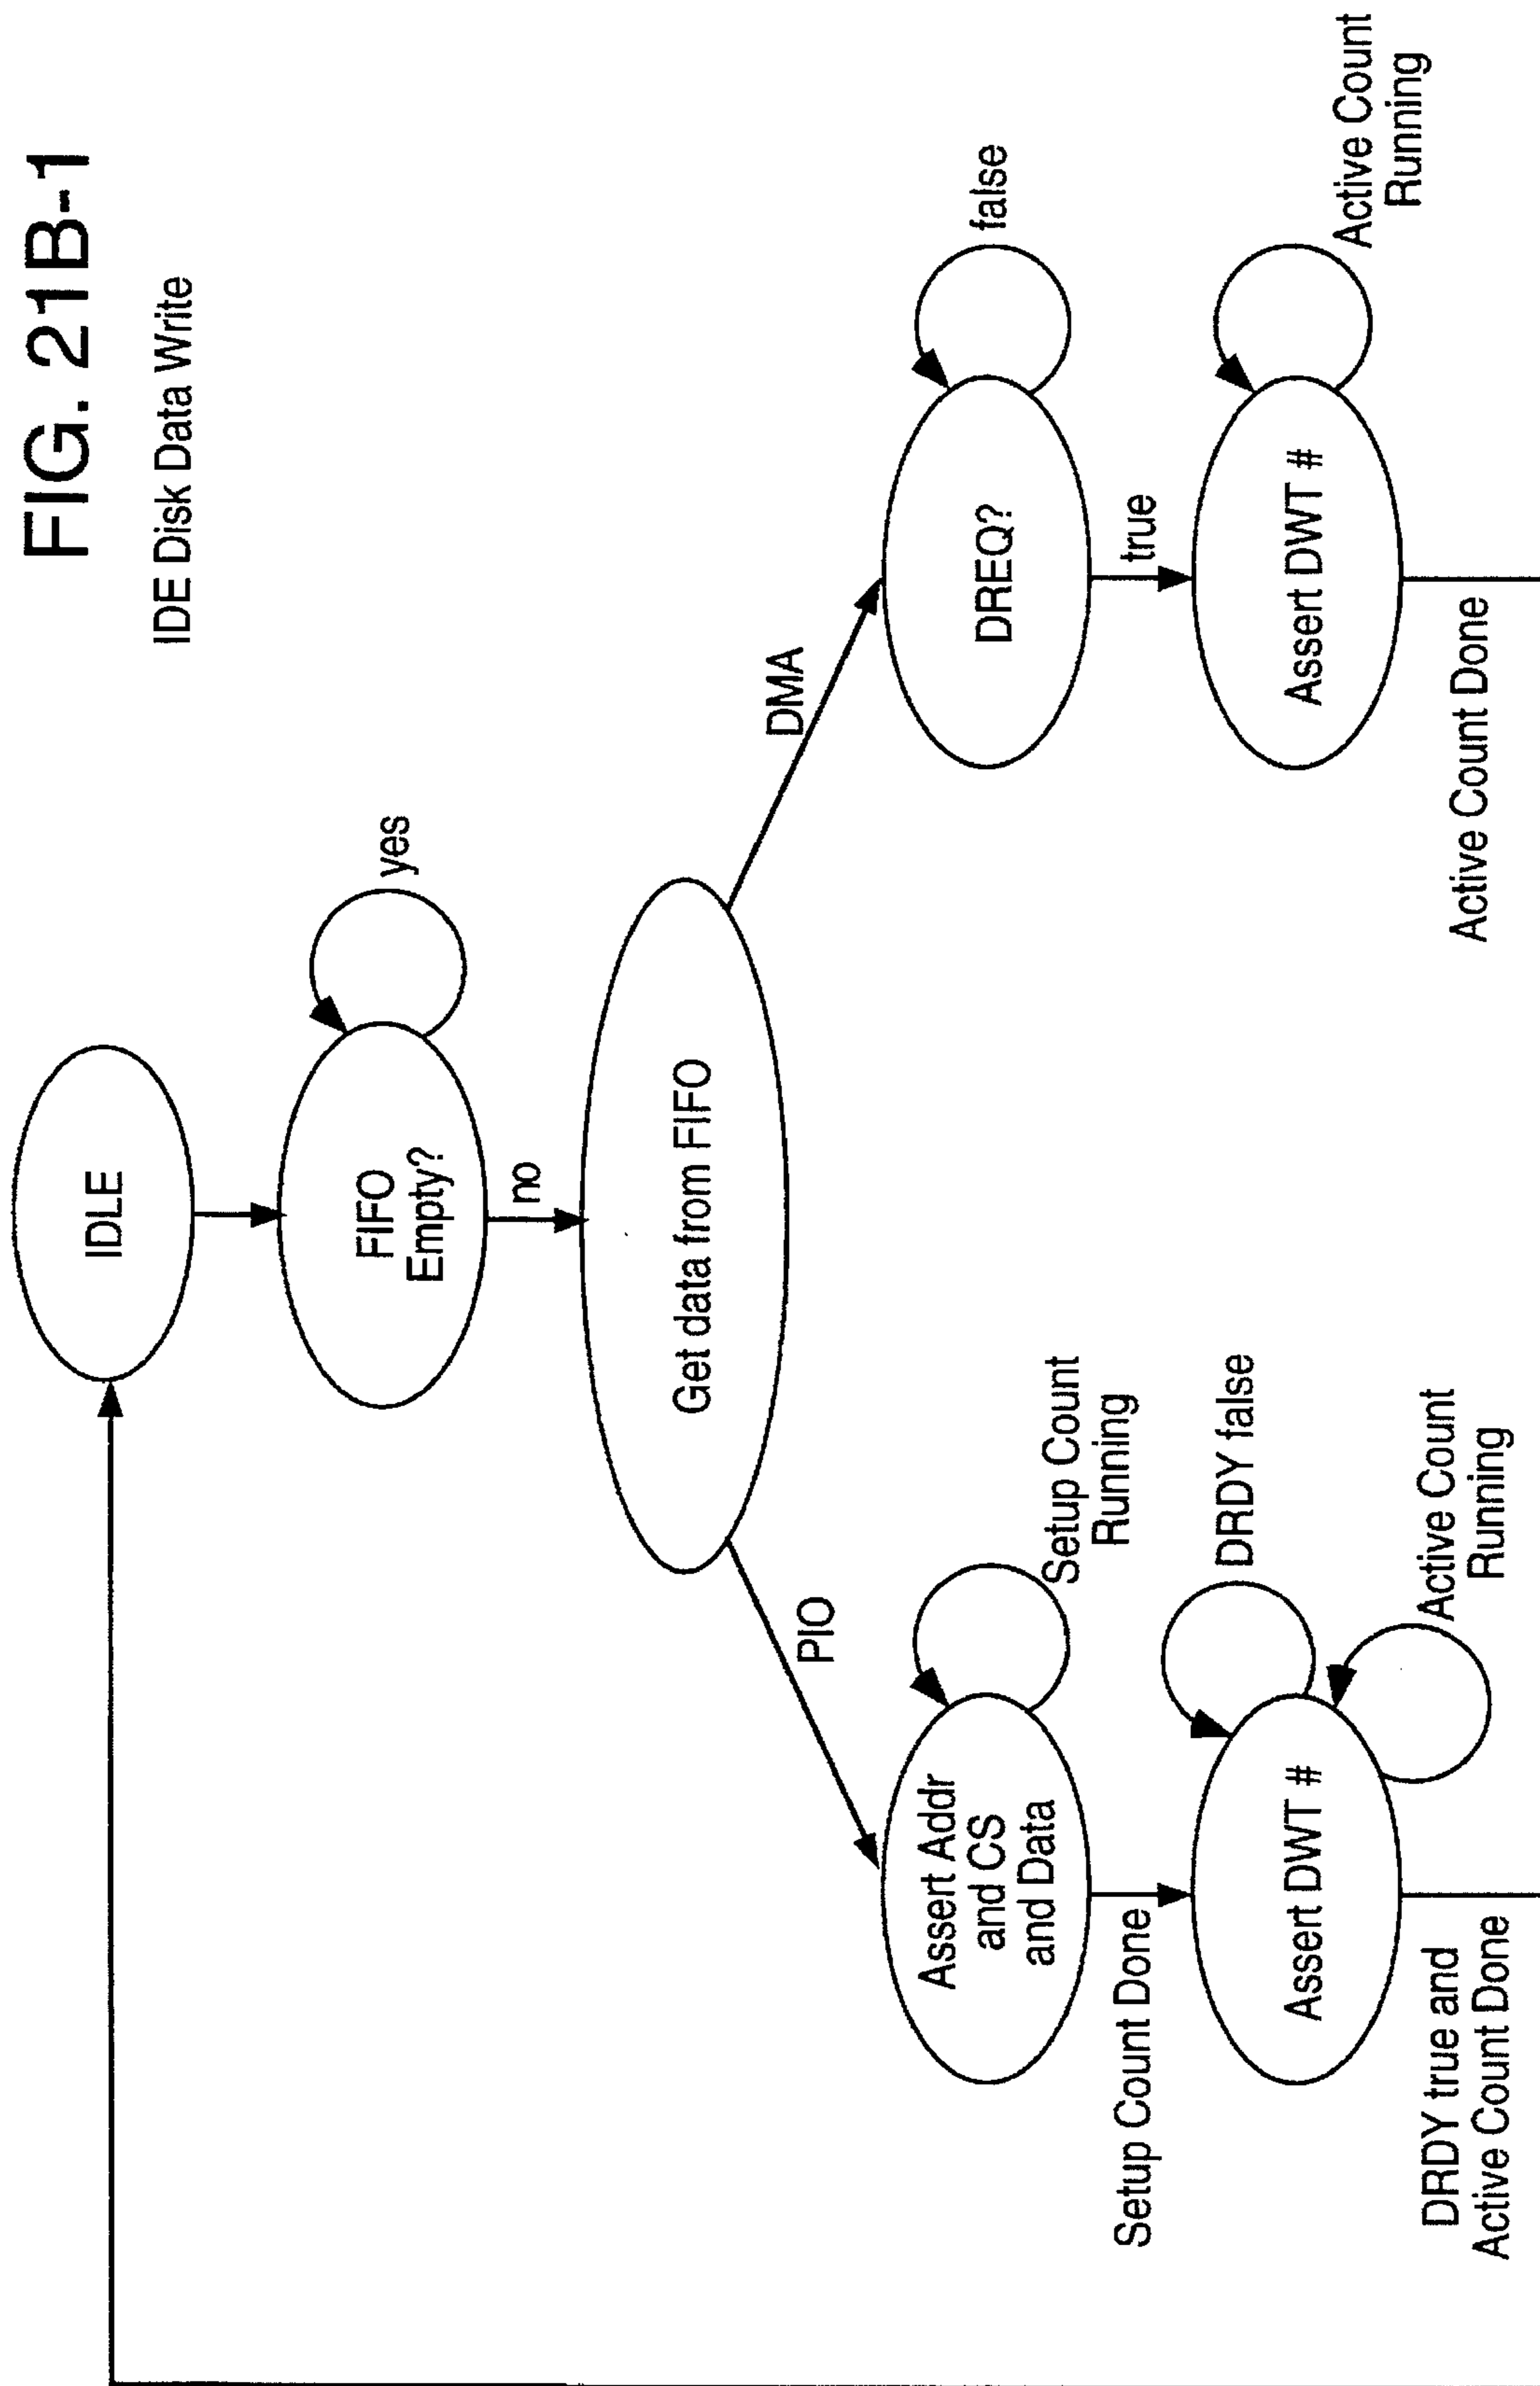 FIG. 21B-1
IDE Disk Data Write
IDLE
FIFO
Empty?
yes
no
Get data from FIFO
PIO
DMA
Assert Addr
and CS
and Data
Setup Count
Running
DREQ?
false
Setup Count Done
true
Assert DWT #
DRDY false
Active Count
Running
Assert DWT #
Active Count
Running
DRDY true and
Active Count Done
Active Count Done